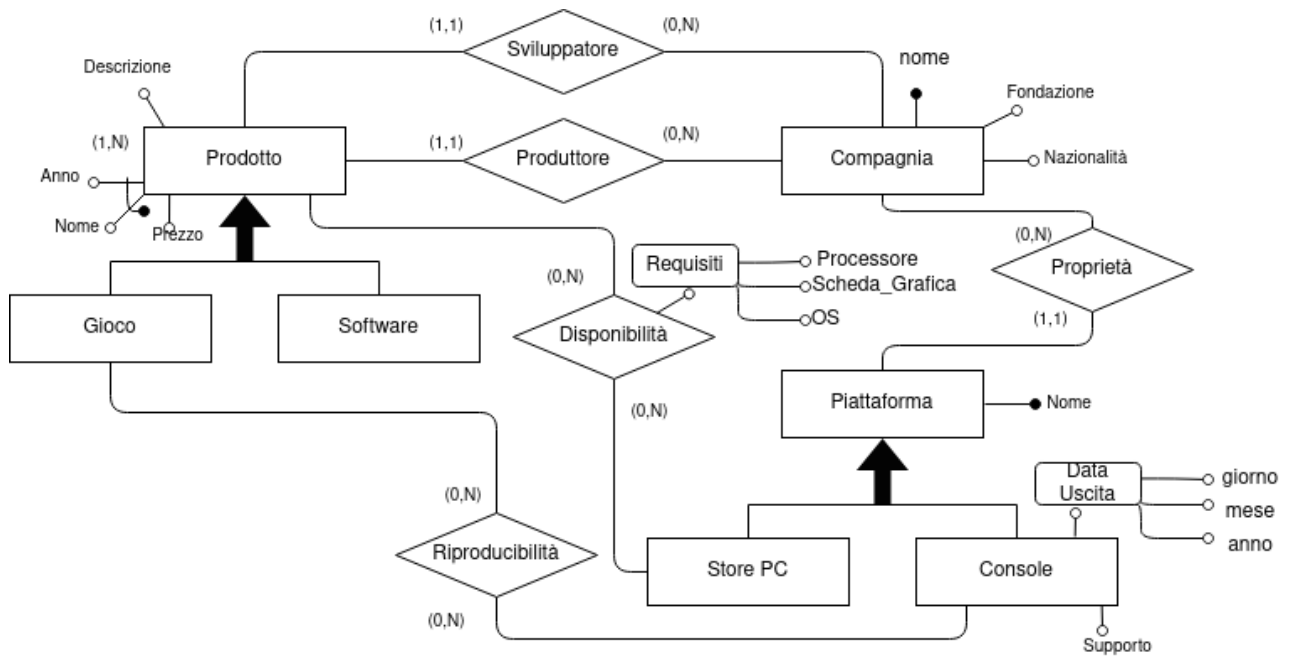 (1,1)
Sviluppatore
(0,N)
Descrizione
nome
Fondazione
(1,N)
Prodotto
(1,1)
Produttore
(0,N)
Compagnia
Nazionalità
Anno
Nome
Prezzo
(0,N)
Proprietà
(1,1)
Requisiti
Processore
Scheda_Grafica
OS
(0,N)
Disponibilità
(0,N)
Gioco
Software
Piattaforma
Nome
Data
Uscita
giorno
mese
anno
(0,N)
Riproducibilità
(0,N)
Store PC
Console
Supporto